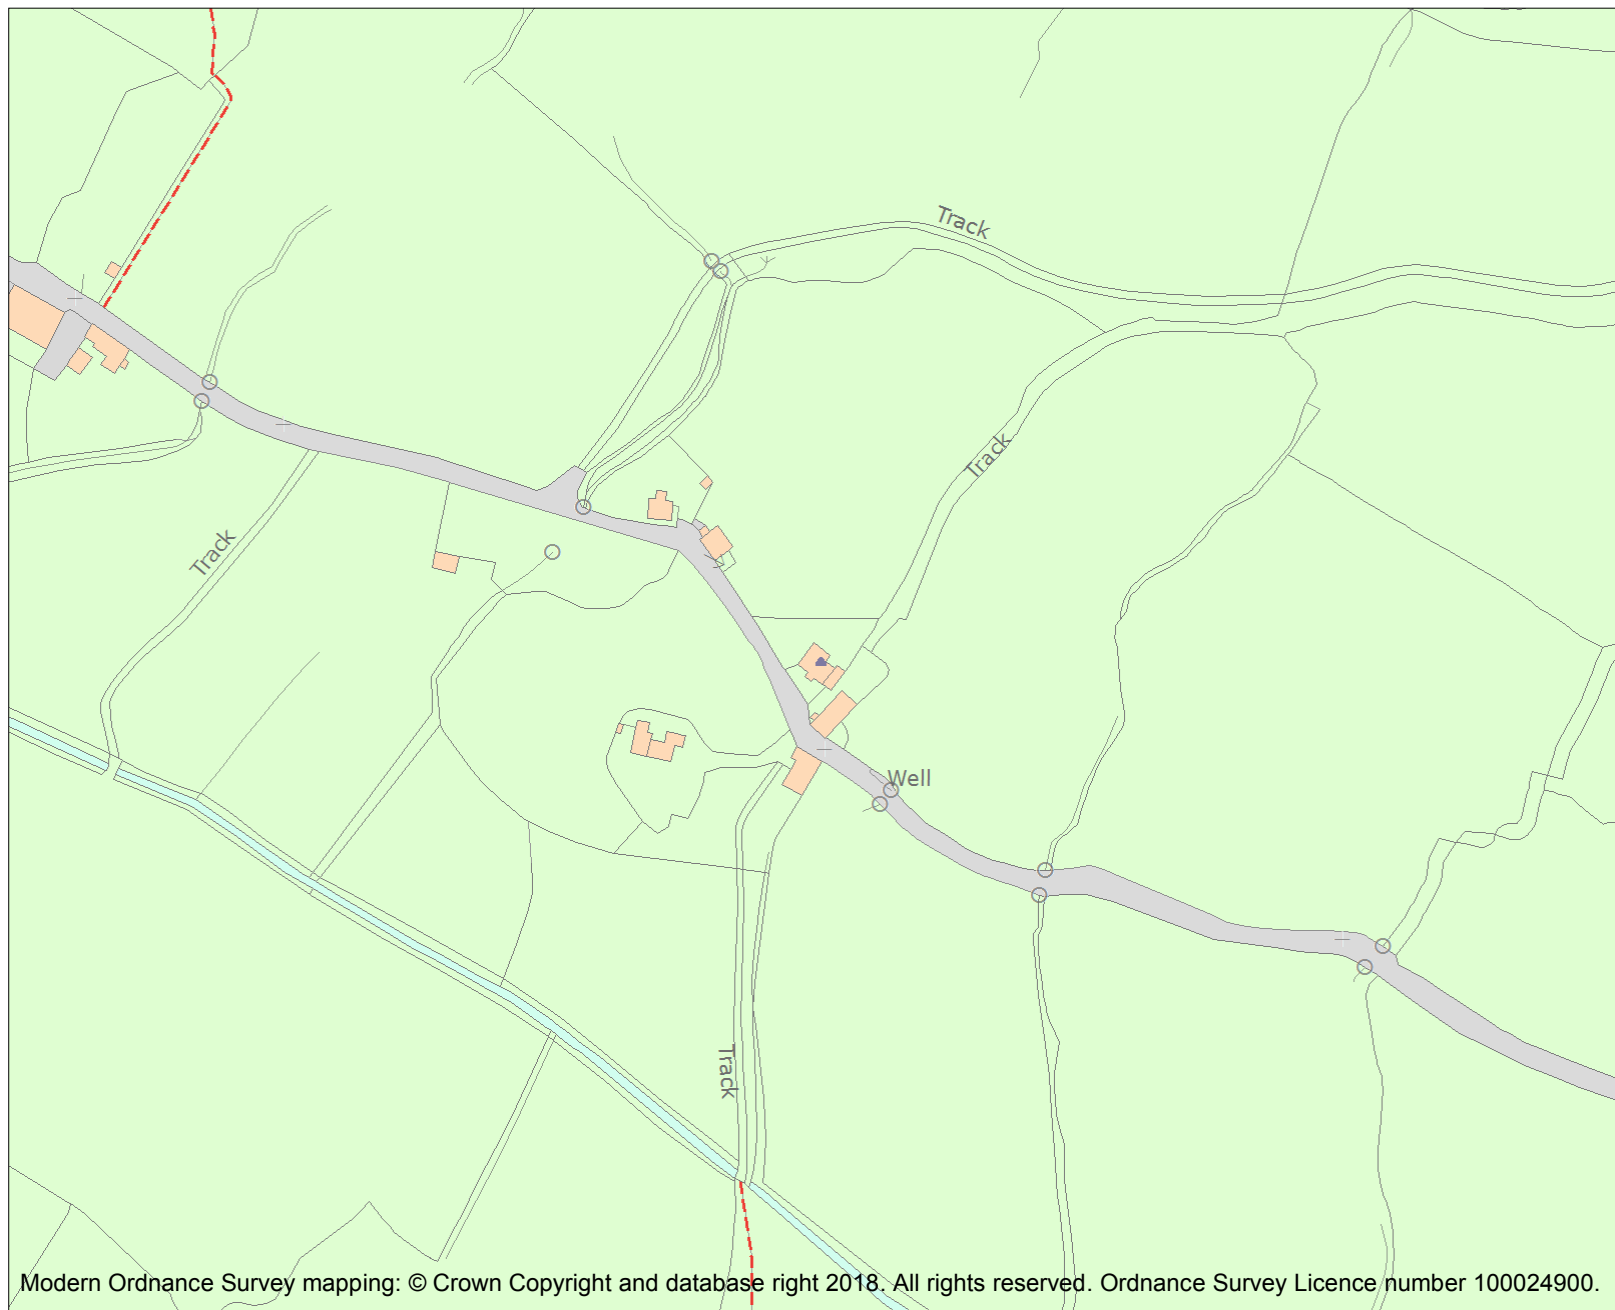 Track
Track
Track
Well
Track
Modern Ordnance Survey mapping: © Crown Copyright and database right 2018. All rights reserved. Ordnance Survey Licence number 100024900.